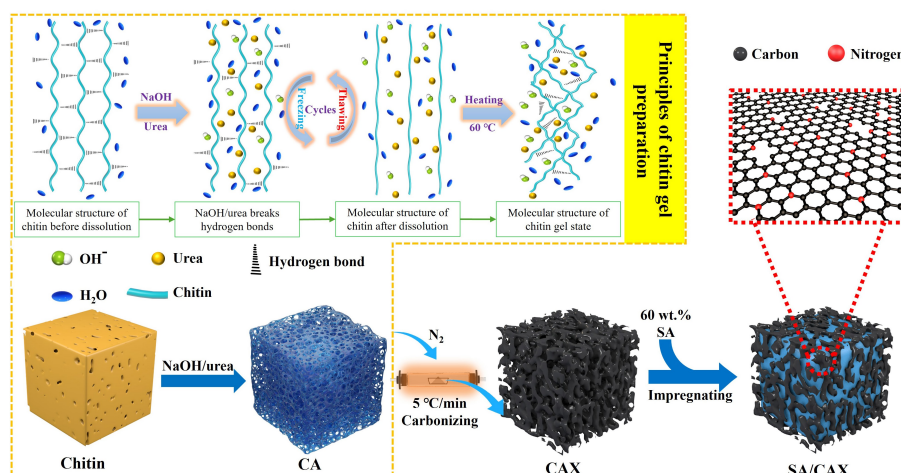 NaOH
Urea
Freezing
Cycles
Thawing
Heating
60 ℃
Principles of chitin gel
preparation
Carbon
Nitrogen
Molecular structure of
chitin before dissolution
NaOH/urea breaks
hydrogen bonds
Molecular structure of
chitin after dissolution
Molecular structure of
chitin gel state
OH⁻
Urea
Hydrogen bond
H₂O
Chitin
NaOH/urea
N₂
5 ℃/min
Carbonizing
60 wt.%
SA
Impregnating
Chitin
CA
CAX
SA/CAX